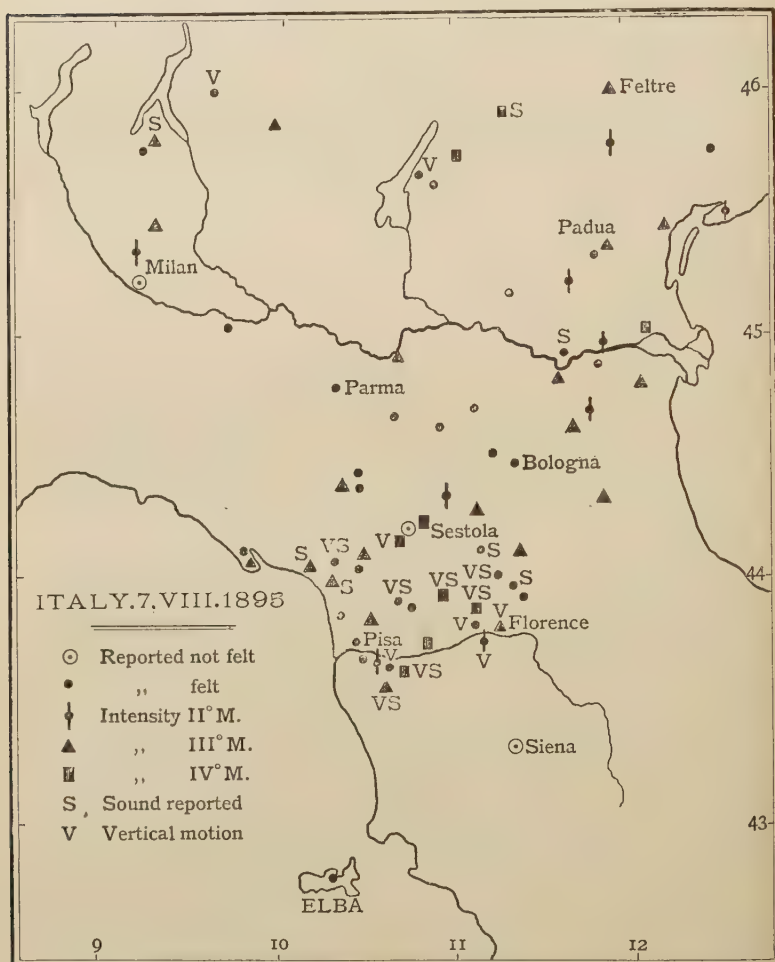 46
V
Feltre
S
S
V
Padua
Milan
45
S
Parma
Bologna
Sestola
V
S
VS
S
44
S
VS
S
VS
VS
VS
V
V
Florence
ITALY.7.VIII.1895
Pisa
V
V
VS
VS
⊙ Reported not felt
• ,, felt
Intensity II° M.
▲ ,, III° M.
,, IV° M.
S , Sound reported
V Vertical motion
Siena
43
ELBA
9 10 11 12